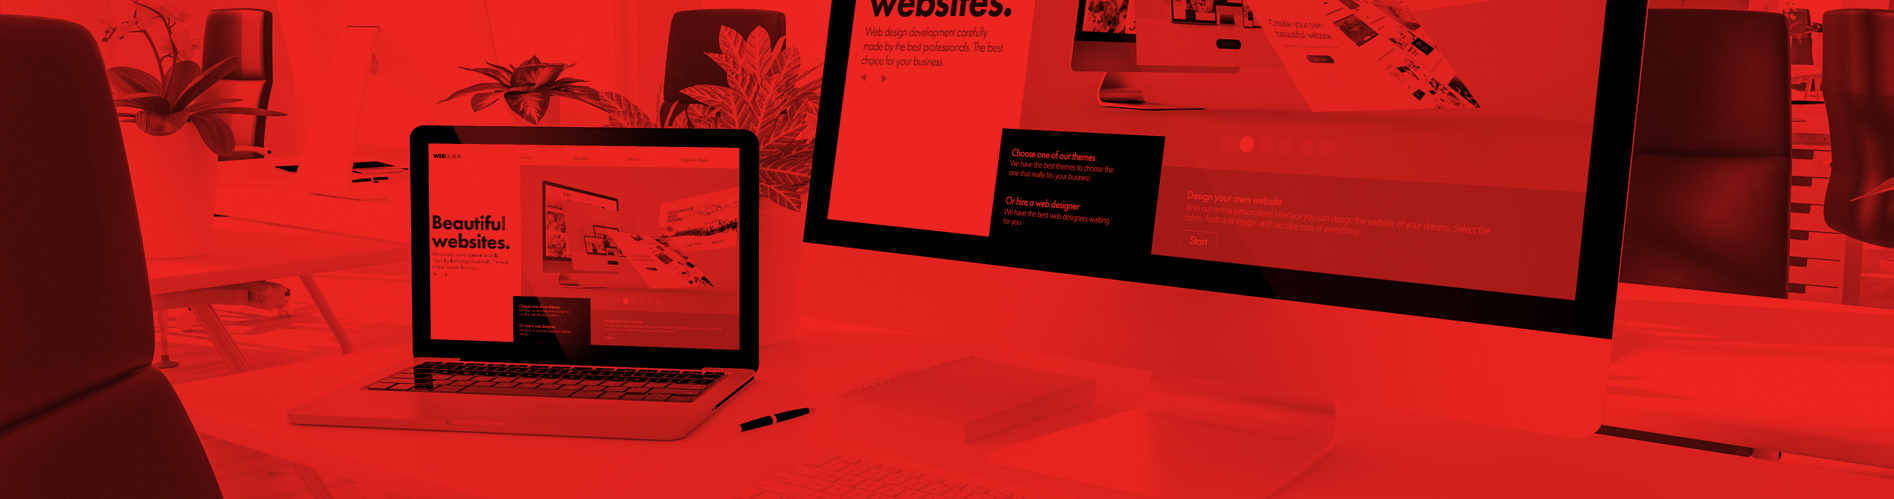 WEBDESIGN
Beautiful
websites.
Choose one of our themes
Or hire a web designer
websites.
Web design development carefully
made by the best professionals. The best
choice for your business.
Create your own
beautiful website
Choose one of our themes
We have the best themes to choose the
one that really fits your business
Or hire a web designer
We have the best web designers waiting
for you
Design your own website
With our online personalized interface you can design the website of your dreams. Select the
colors, fonts and images and we take care of everything.
Start